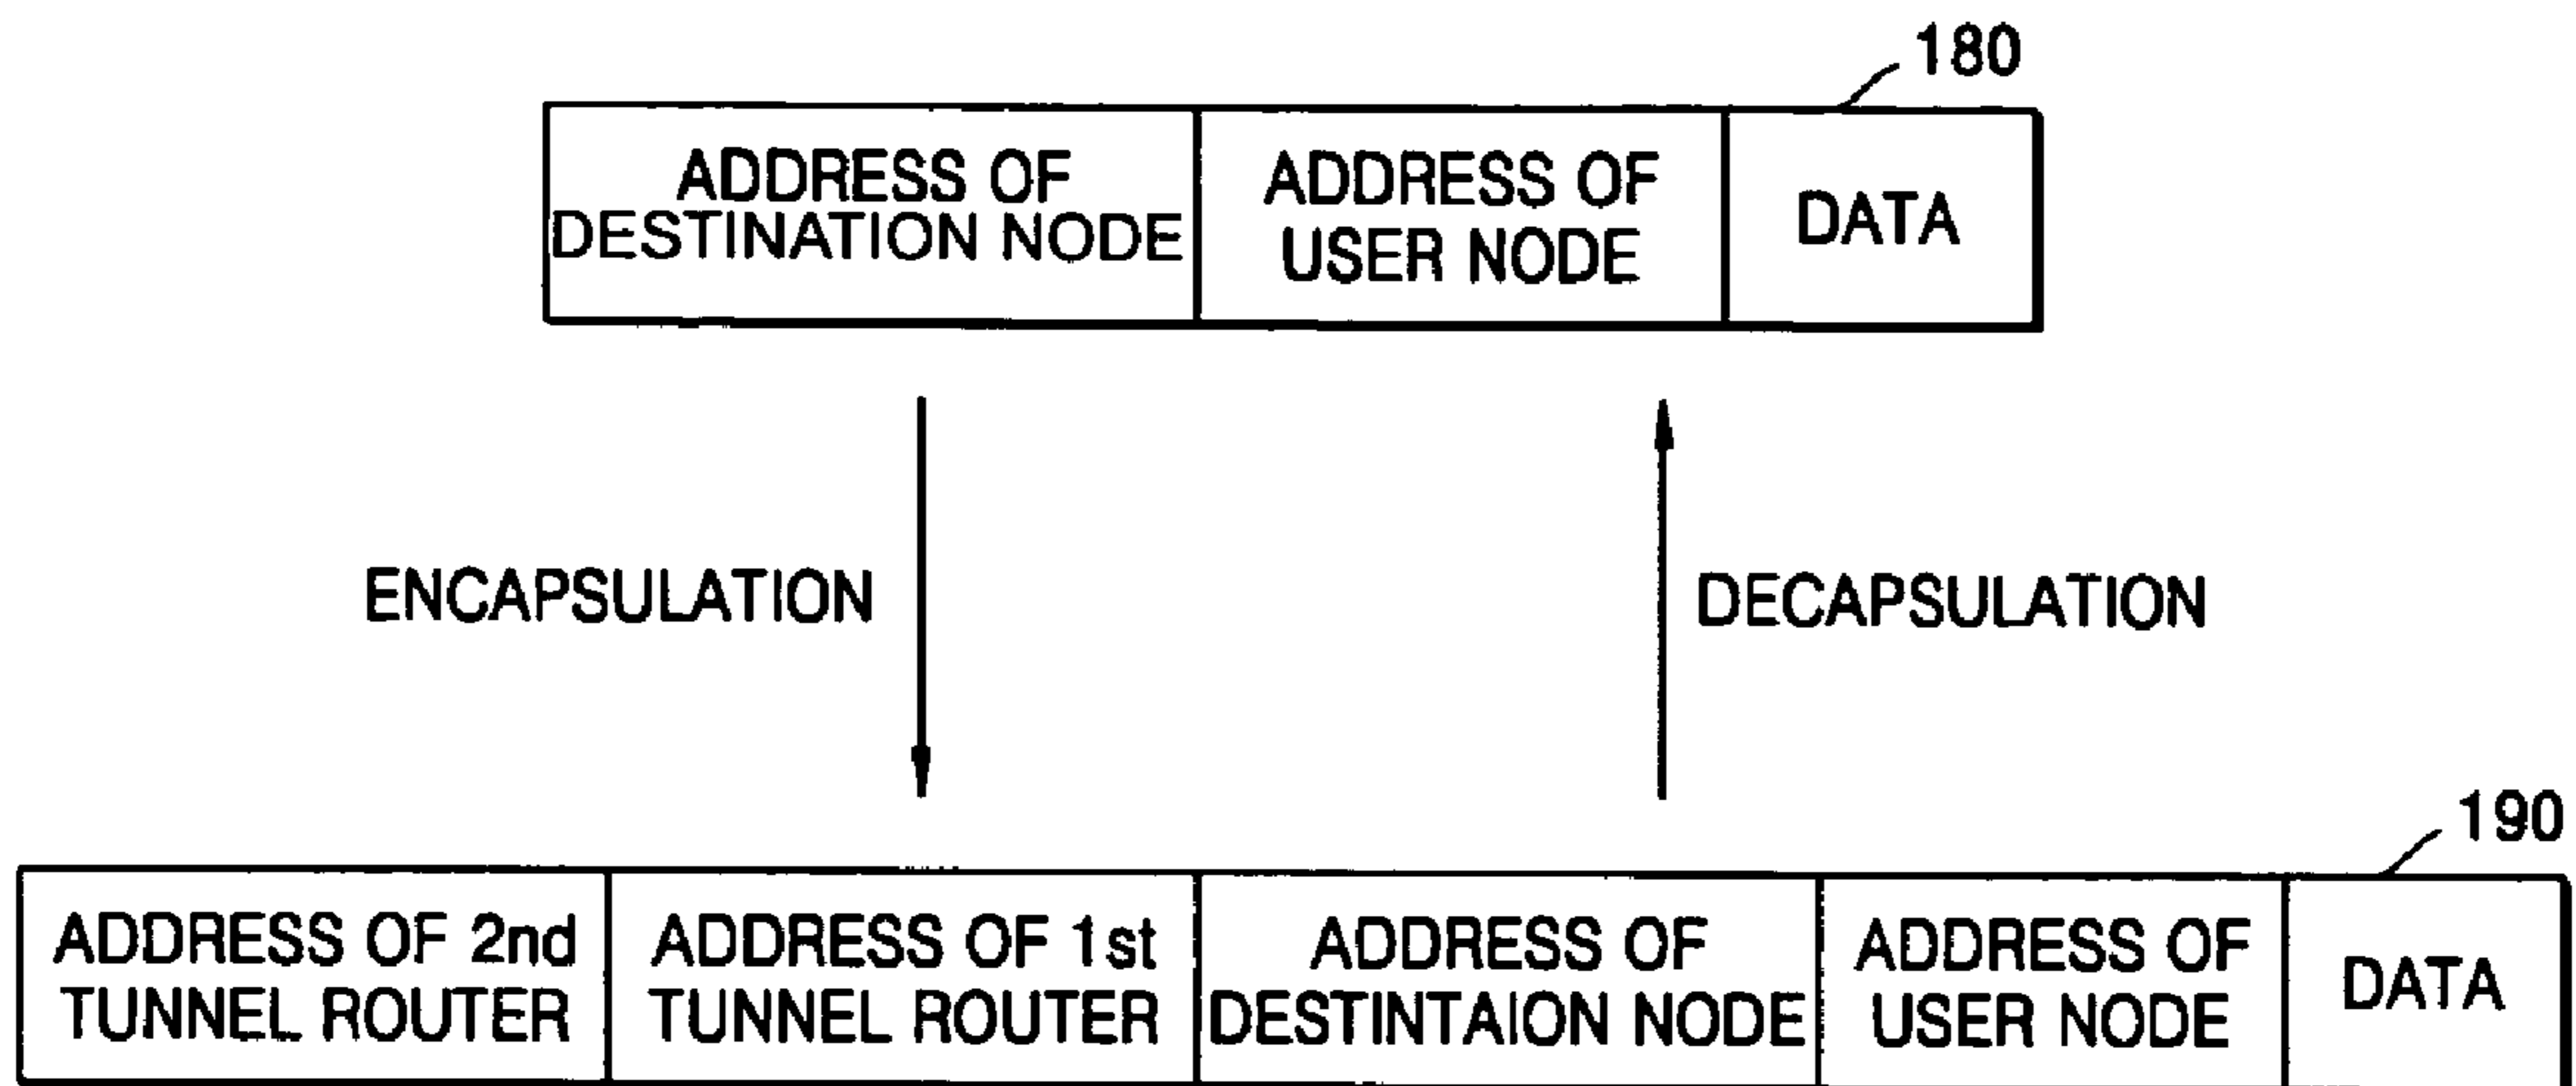 180
ADDRESS OF
DESTINATION NODE
ADDRESS OF
USER NODE
DATA
ENCAPSULATION
DECAPSULATION
190
ADDRESS OF 2nd
TUNNEL ROUTER
ADDRESS OF 1st
TUNNEL ROUTER
ADDRESS OF
DESTINTAION NODE
ADDRESS OF
USER NODE
DATA